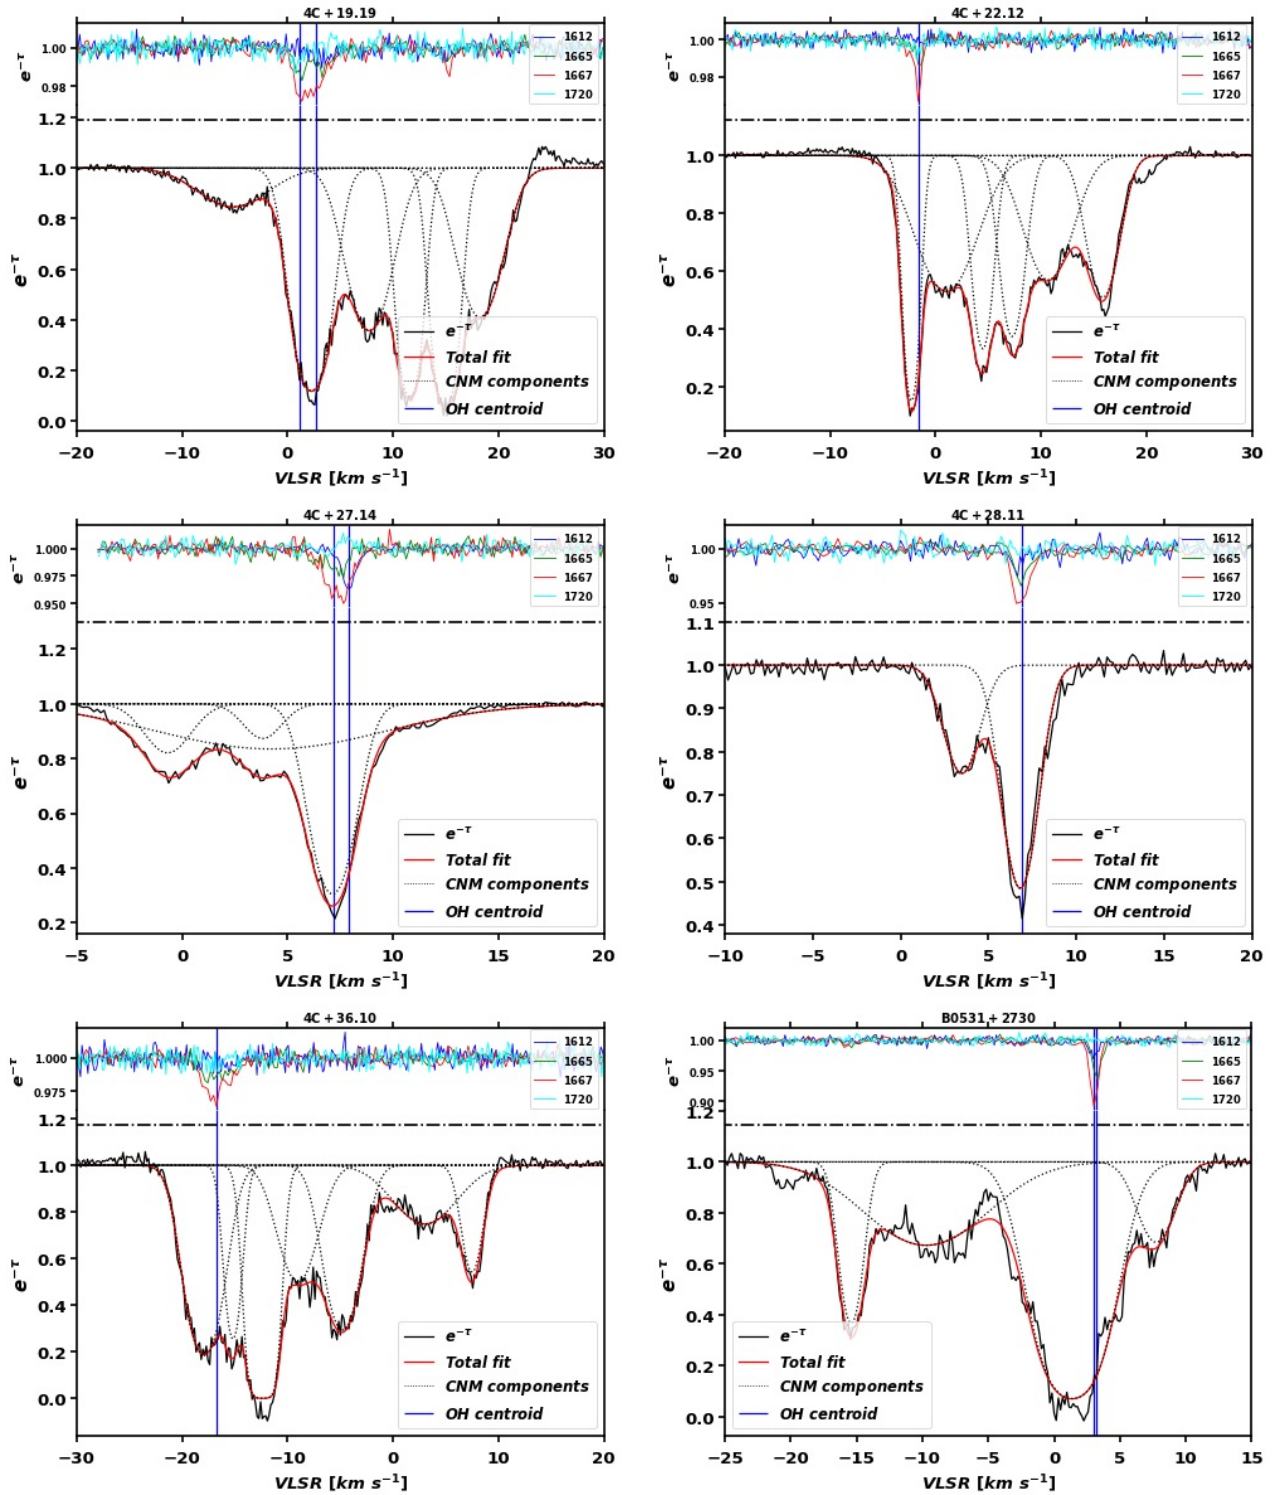 4C + 19.19
1.00
0.98
e^−τ
1612
1665
1667
1720
1.2
1.0
0.8
0.6
0.4
0.2
0.0
e^−τ
e^−τ
Total fit
CNM components
OH centroid
−20 −10 0 10 20 30
VLSR [km s^−1]
4C + 22.12
1.00
0.98
e^−τ
1612
1665
1667
1720
1.0
0.8
0.6
0.4
0.2
e^−τ
e^−τ
Total fit
CNM components
OH centroid
−20 −10 0 10 20 30
VLSR [km s^−1]
4C + 27.14
1.000
0.975
0.950
e^−τ
1612
1665
1667
1720
1.2
1.0
0.8
0.6
0.4
0.2
e^−τ
e^−τ
Total fit
CNM components
OH centroid
−5 0 5 10 15 20
VLSR [km s^−1]
4C + 28.11
1.00
0.95
e^−τ
1612
1665
1667
1720
1.1
1.0
0.9
0.8
0.7
0.6
0.5
0.4
e^−τ
e^−τ
Total fit
CNM components
OH centroid
−10 −5 0 5 10 15 20
VLSR [km s^−1]
4C + 36.10
1.000
0.975
e^−τ
1612
1665
1667
1720
1.2
1.0
0.8
0.6
0.4
0.2
0.0
e^−τ
e^−τ
Total fit
CNM components
OH centroid
−30 −20 −10 0 10 20
VLSR [km s^−1]
B0531 + 2730
1.00
0.95
0.90
e^−τ
1612
1665
1667
1720
1.2
1.0
0.8
0.6
0.4
0.2
0.0
e^−τ
e^−τ
Total fit
CNM components
OH centroid
−25 −20 −15 −10 −5 0 5 10 15
VLSR [km s^−1]